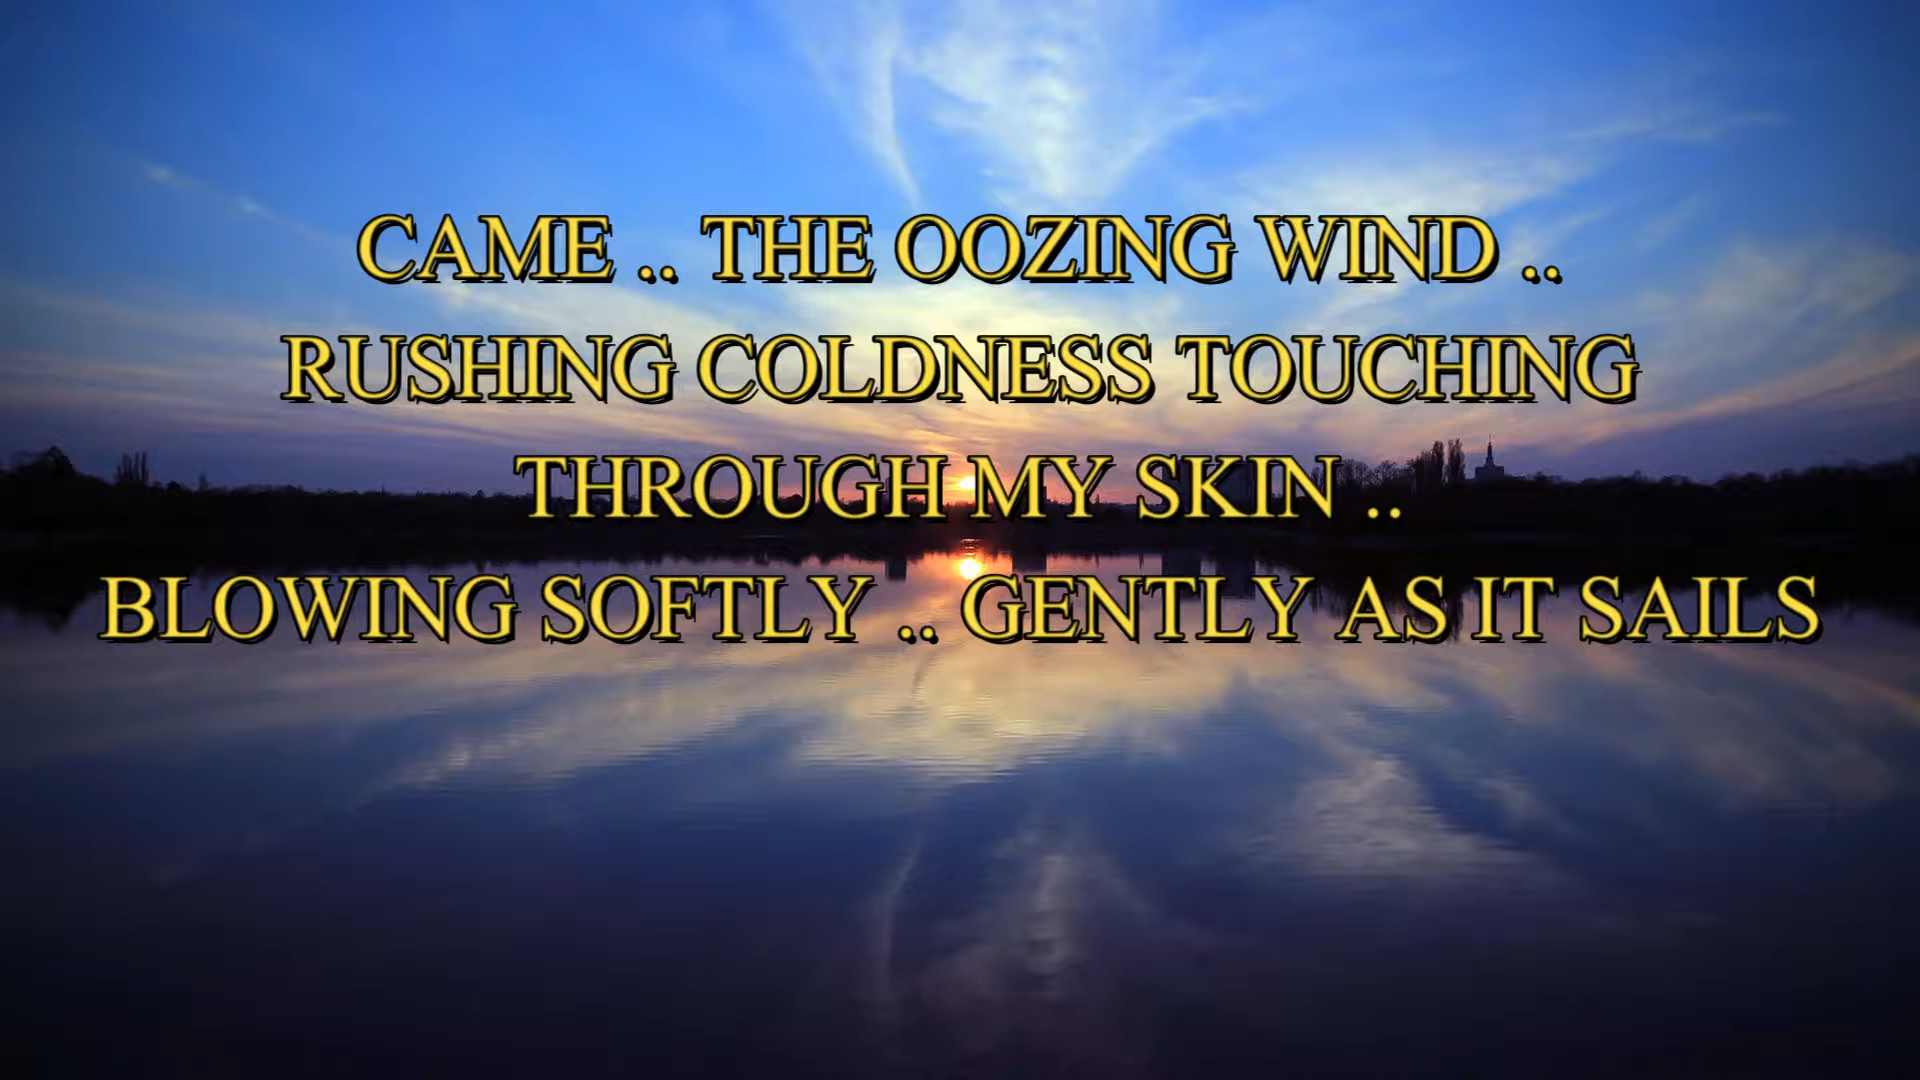 CAME .. THE OOZING WIND ..
RUSHING COLDNESS TOUCHING
THROUGH MY SKIN ..
BLOWING SOFTLY .. GENTLY AS IT SAILS